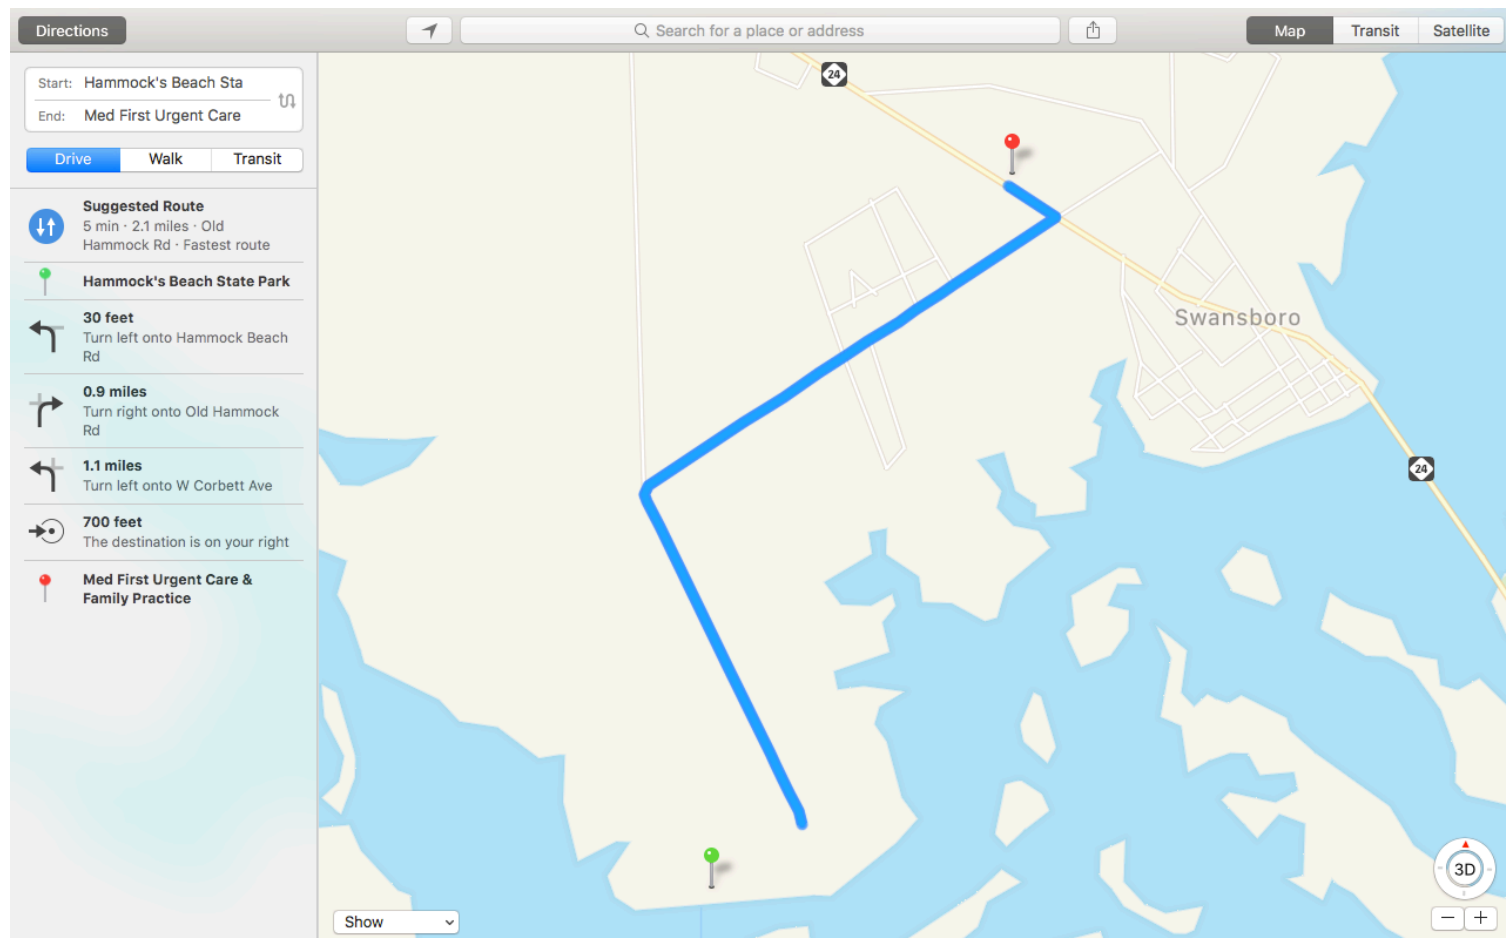 Directions
Search for a place or address
Map
Transit
Satellite
Start: Hammock's Beach Sta
End: Med First Urgent Care
Drive
Walk
Transit
Suggested Route
5 min · 2.1 miles · Old
Hammock Rd · Fastest route
Hammock's Beach State Park
30 feet
Turn left onto Hammock Beach
Rd
0.9 miles
Turn right onto Old Hammock
Rd
1.1 miles
Turn left onto W Corbett Ave
700 feet
The destination is on your right
Med First Urgent Care &
Family Practice
24
Swansboro
24
3D
Show